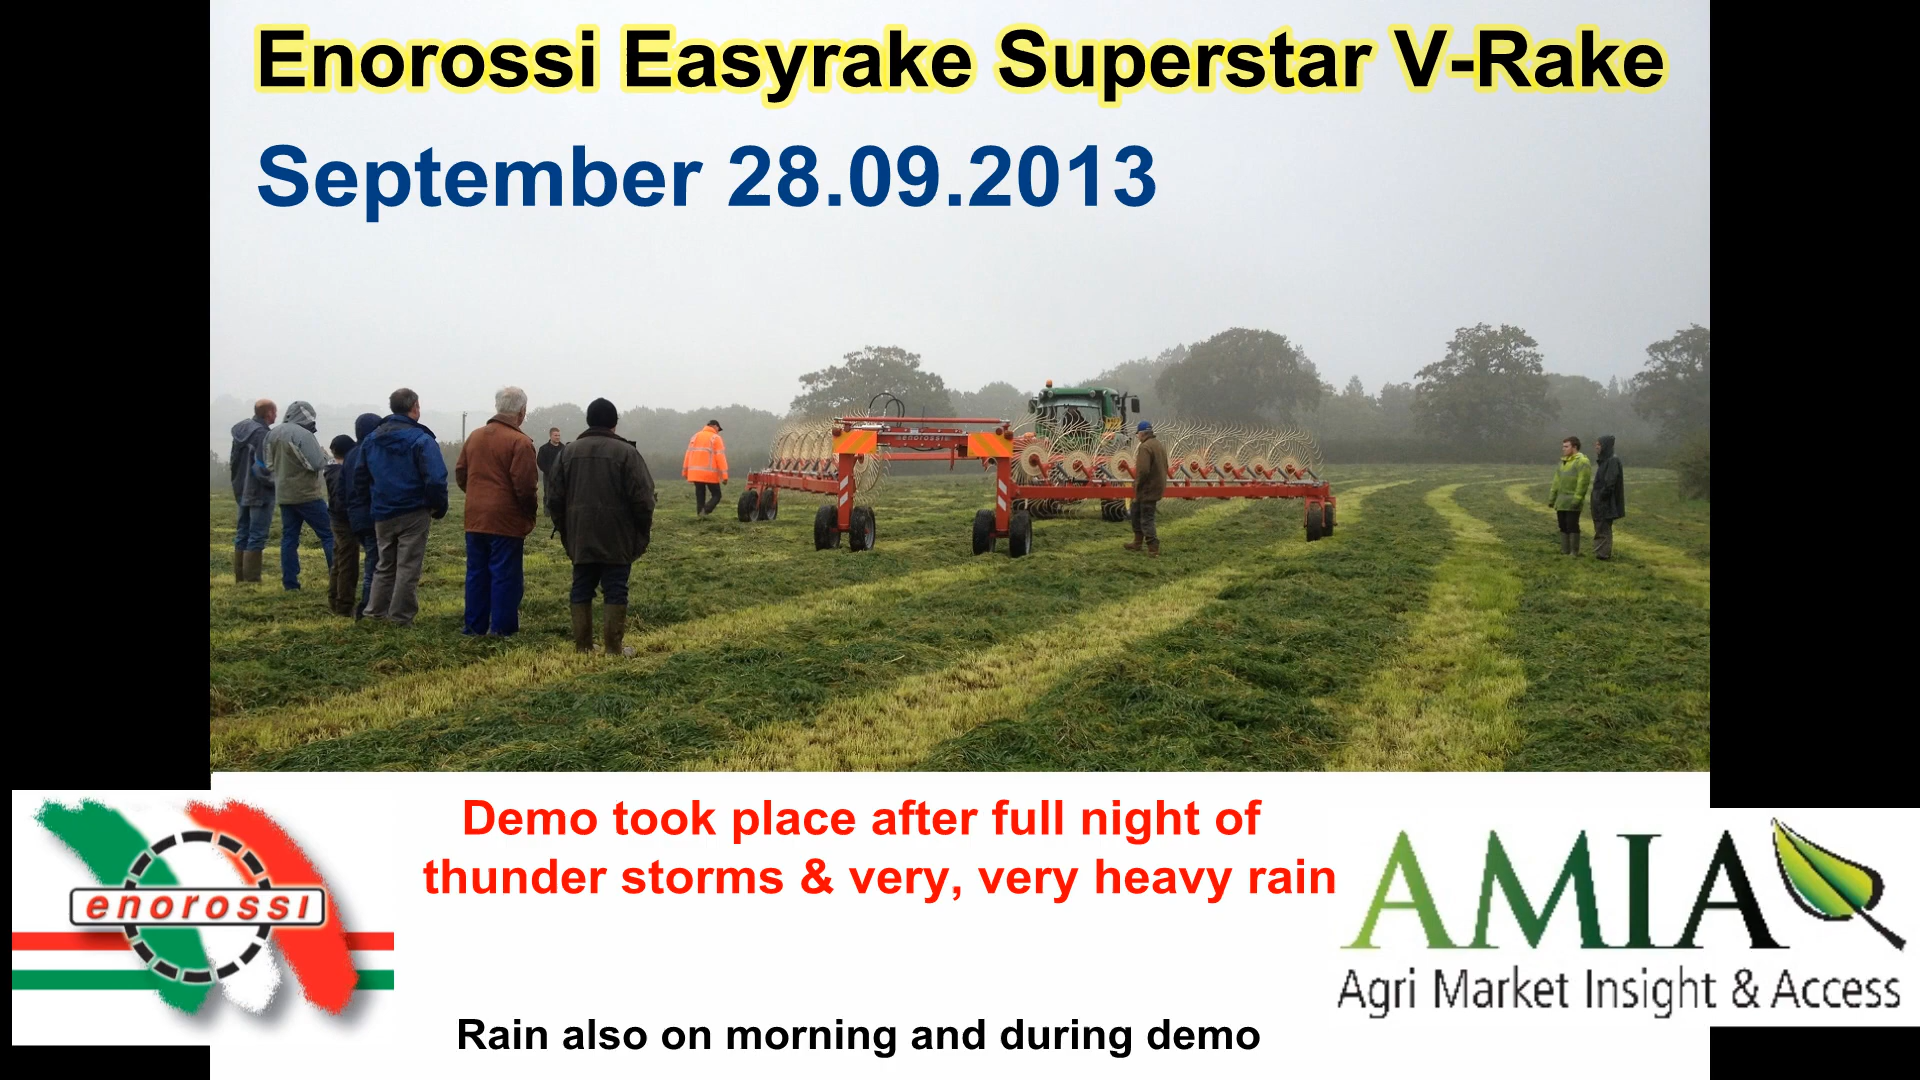 Enorossi Easyrake Superstar V-Rake
September 28.09.2013
enorossi
Demo took place after full night of
thunder storms & very, very heavy rain
enorossi
AMIA
Agri Market Insight & Access
Rain also on morning and during demo